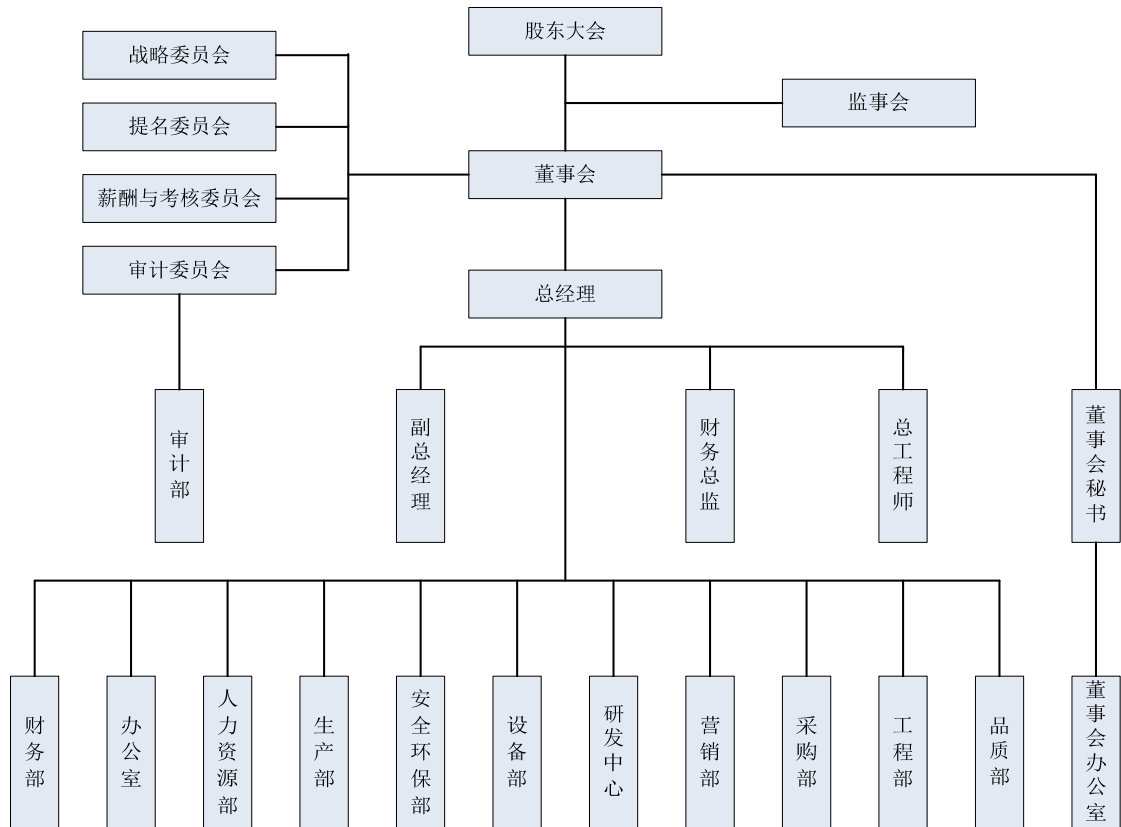 股东大会
战略委员会
监事会
提名委员会
董事会
薪酬与考核委员会
审计委员会
总经理
审计部
副总经理
财务总监
总工程师
董事会秘书
财务部
办公室
人力资源部
生产部
安全环保部
设备部
研发中心
营销部
采购部
工程部
品质部
董事会办公室